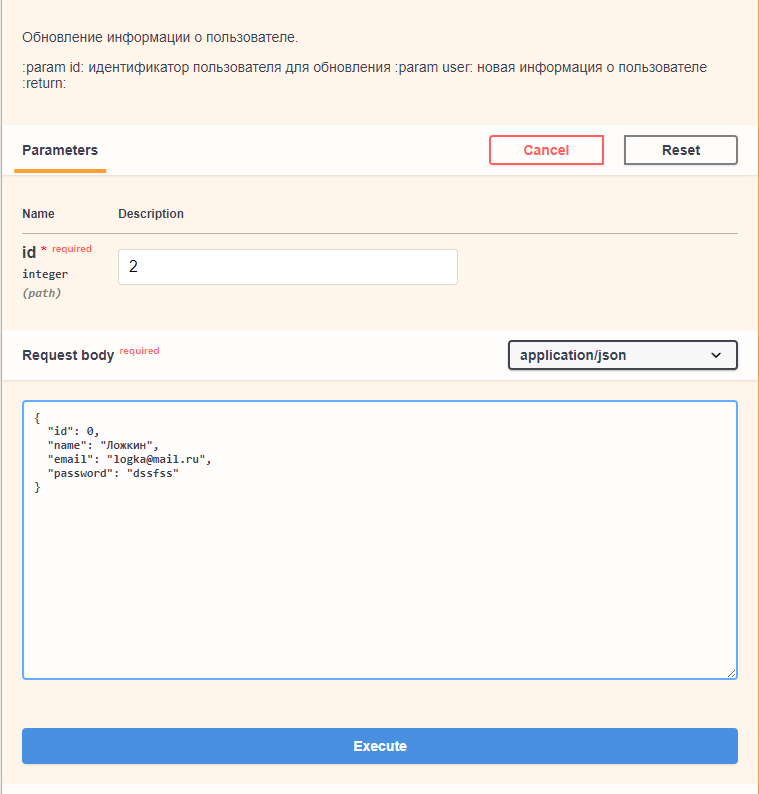 Обновление информации о пользователе.
:param id: идентификатор пользователя для обновления :param user: новая информация о пользователе
:return:
Parameters
Cancel
Reset
Name Description
id * required
integer
(path)
2
Request body required
application/json
{
"id": 0,
"name": "Ложкин",
"email": "logka@mail.ru",
"password": "dssfss"
}
Execute